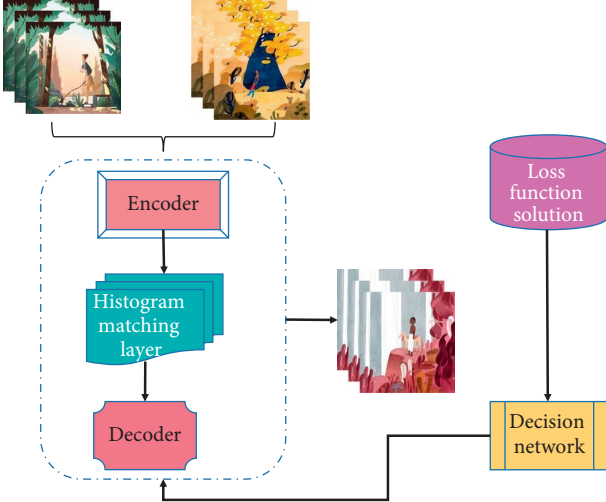 Encoder
Histogram
matching
layer
Decoder
Loss
function
solution
Decision
network